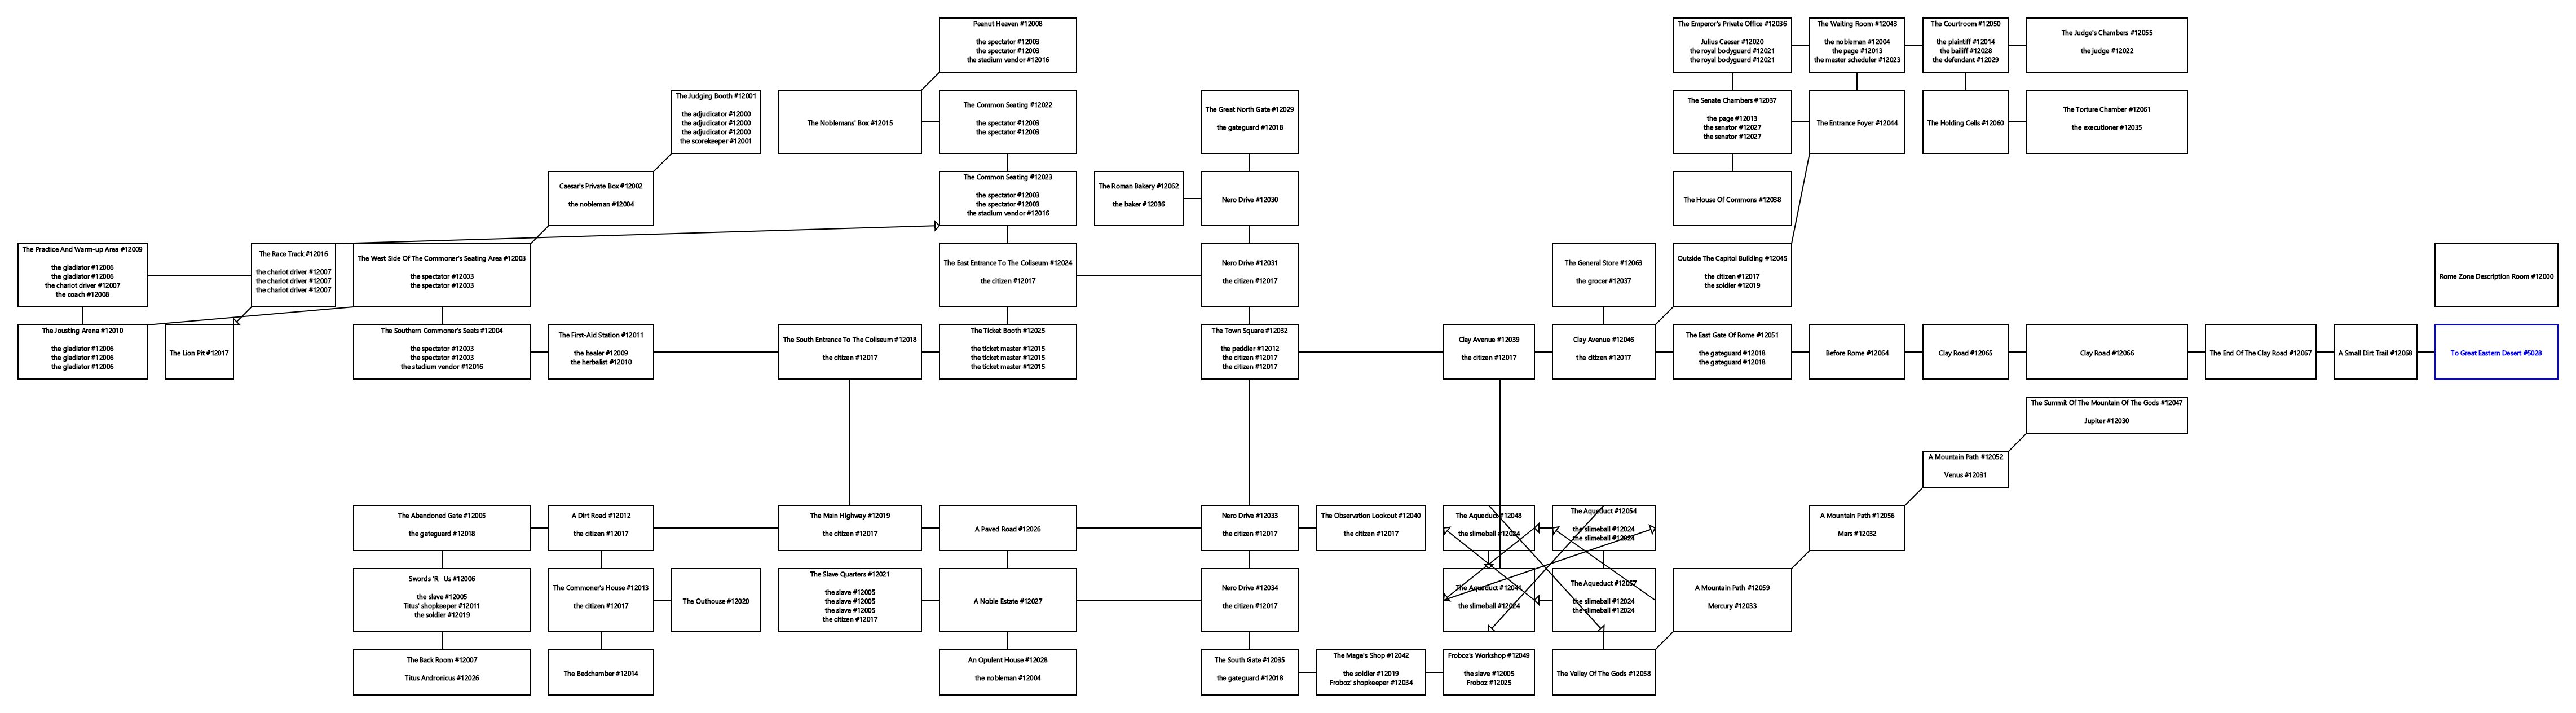 Peanut Heaven #12008
the spectator #12003
the spectator #12003
the stadium vendor #12016
The Emperor's Private Office #12036
Julius Caesar #12020
the royal bodyguard #12021
the royal bodyguard #12021
The Waiting Room #12043
the nobleman #12004
the page #12013
the master scheduler #12023
The Courtroom #12050
the plaintiff #12014
the bailiff #12028
the defendant #12029
The Judge's Chambers #12055
the judge #12022
The Judging Booth #12001
the adjudicator #12000
the adjudicator #12000
the adjudicator #12000
the scorekeeper #12001
The Noblemans' Box #12015
The Common Seating #12022
the spectator #12003
the spectator #12003
The Great North Gate #12029
the gateguard #12018
The Senate Chambers #12037
the page #12013
the senator #12027
the senator #12027
The Entrance Foyer #12044
The Holding Cells #12060
The Torture Chamber #12061
the executioner #12035
Caesar's Private Box #12002
the nobleman #12004
The Common Seating #12023
the spectator #12003
the spectator #12003
the stadium vendor #12016
The Roman Bakery #12062
the baker #12036
Nero Drive #12030
The House Of Commons #12038
The Practice And Warm-up Area #12009
the gladiator #12006
the gladiator #12006
the chariot driver #12007
the coach #12008
The Race Track #12016
the chariot driver #12007
the chariot driver #12007
the chariot driver #12007
The West Side Of The Commoner's Seating Area #12003
the spectator #12003
the spectator #12003
The East Entrance To The Coliseum #12024
the citizen #12017
Nero Drive #12031
the citizen #12017
The General Store #12063
the grocer #12037
Outside The Capitol Building #12045
the citizen #12017
the soldier #12019
Rome Zone Description Room #12000
The Jousting Arena #12010
the gladiator #12006
the gladiator #12006
the gladiator #12006
The Lion Pit #12017
The Southern Commoner's Seats #12004
the spectator #12003
the spectator #12003
the stadium vendor #12016
The First-Aid Station #12011
the healer #12009
the herbalist #12010
The South Entrance To The Coliseum #12018
the citizen #12017
The Ticket Booth #12025
the ticket master #12015
the ticket master #12015
the ticket master #12015
The Town Square #12032
the peddler #12012
the citizen #12017
the citizen #12017
Clay Avenue #12039
the citizen #12017
Clay Avenue #12046
the citizen #12017
The East Gate Of Rome #12051
the gateguard #12018
the gateguard #12018
Before Rome #12064
Clay Road #12065
Clay Road #12066
The End Of The Clay Road #12067
A Small Dirt Trail #12068
To Great Eastern Desert #5028
The Summit Of The Mountain Of The Gods #12047
Jupiter #12030
A Mountain Path #12052
Venus #12031
The Abandoned Gate #12005
the gateguard #12018
A Dirt Road #12012
the citizen #12017
The Main Highway #12019
the citizen #12017
A Paved Road #12026
Nero Drive #12033
the citizen #12017
The Observation Lookout #12040
the citizen #12017
The Aqueduct #12048
the slimeball #12024
The Aqueduct #12054
the slimeball #12024
the slimeball #12024
A Mountain Path #12056
Mars #12032
Swords 'R Us #12006
the slave #12005
Titus' shopkeeper #12011
the soldier #12019
The Commoner's House #12013
the citizen #12017
The Outhouse #12020
The Slave Quarters #12021
the slave #12005
the slave #12005
the slave #12005
the citizen #12017
A Noble Estate #12027
Nero Drive #12034
the citizen #12017
The Aqueduct #12041
the slimeball #12024
The Aqueduct #12057
the slimeball #12024
the slimeball #12024
A Mountain Path #12059
Mercury #12033
The Back Room #12007
Titus Andronicus #12026
The Bedchamber #12014
An Opulent House #12028
the nobleman #12004
The South Gate #12035
the gateguard #12018
The Mage's Shop #12042
the soldier #12019
Froboz' shopkeeper #12034
Froboz's Workshop #12049
the slave #12005
Froboz #12025
The Valley Of The Gods #12058